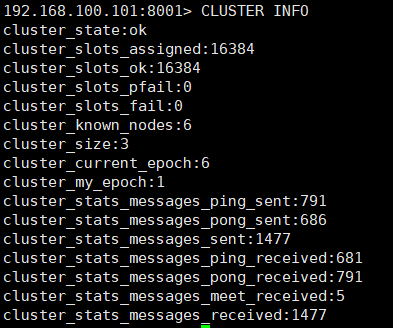 192.168.100.101:8001> CLUSTER INFO
cluster_state:ok
cluster_slots_assigned:16384
cluster_slots_ok:16384
cluster_slots_pfail:0
cluster_slots_fail:0
cluster_known_nodes:6
cluster_size:3
cluster_current_epoch:6
cluster_my_epoch:1
cluster_stats_messages_ping_sent:791
cluster_stats_messages_pong_sent:686
cluster_stats_messages_sent:1477
cluster_stats_messages_ping_received:681
cluster_stats_messages_pong_received:791
cluster_stats_messages_meet_received:5
cluster_stats_messages_received:1477